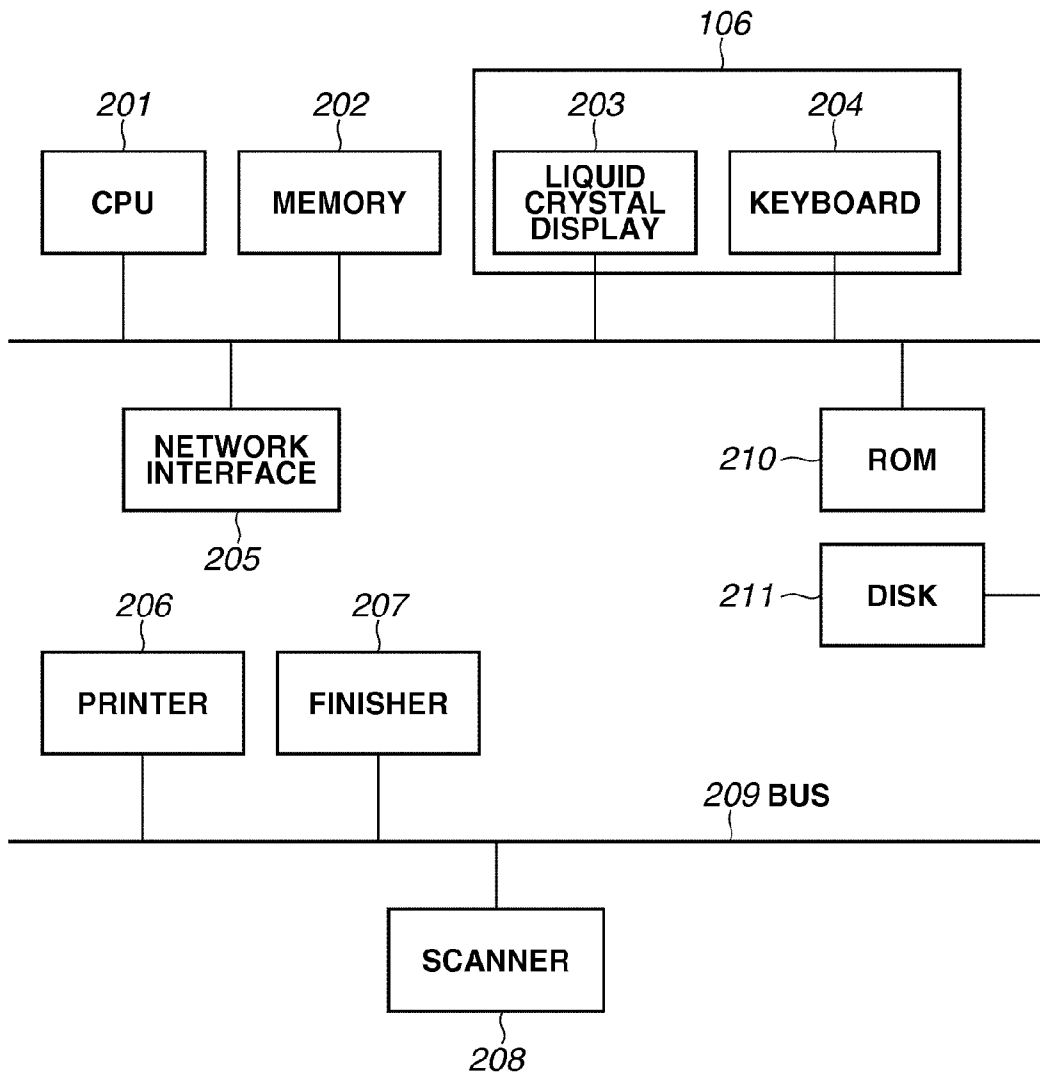 106
201
202
203
204
CPU
MEMORY
LIQUID
CRYSTAL
DISPLAY
KEYBOARD
NETWORK
INTERFACE
205
210
ROM
211
DISK
206
207
PRINTER
FINISHER
209 BUS
SCANNER
208